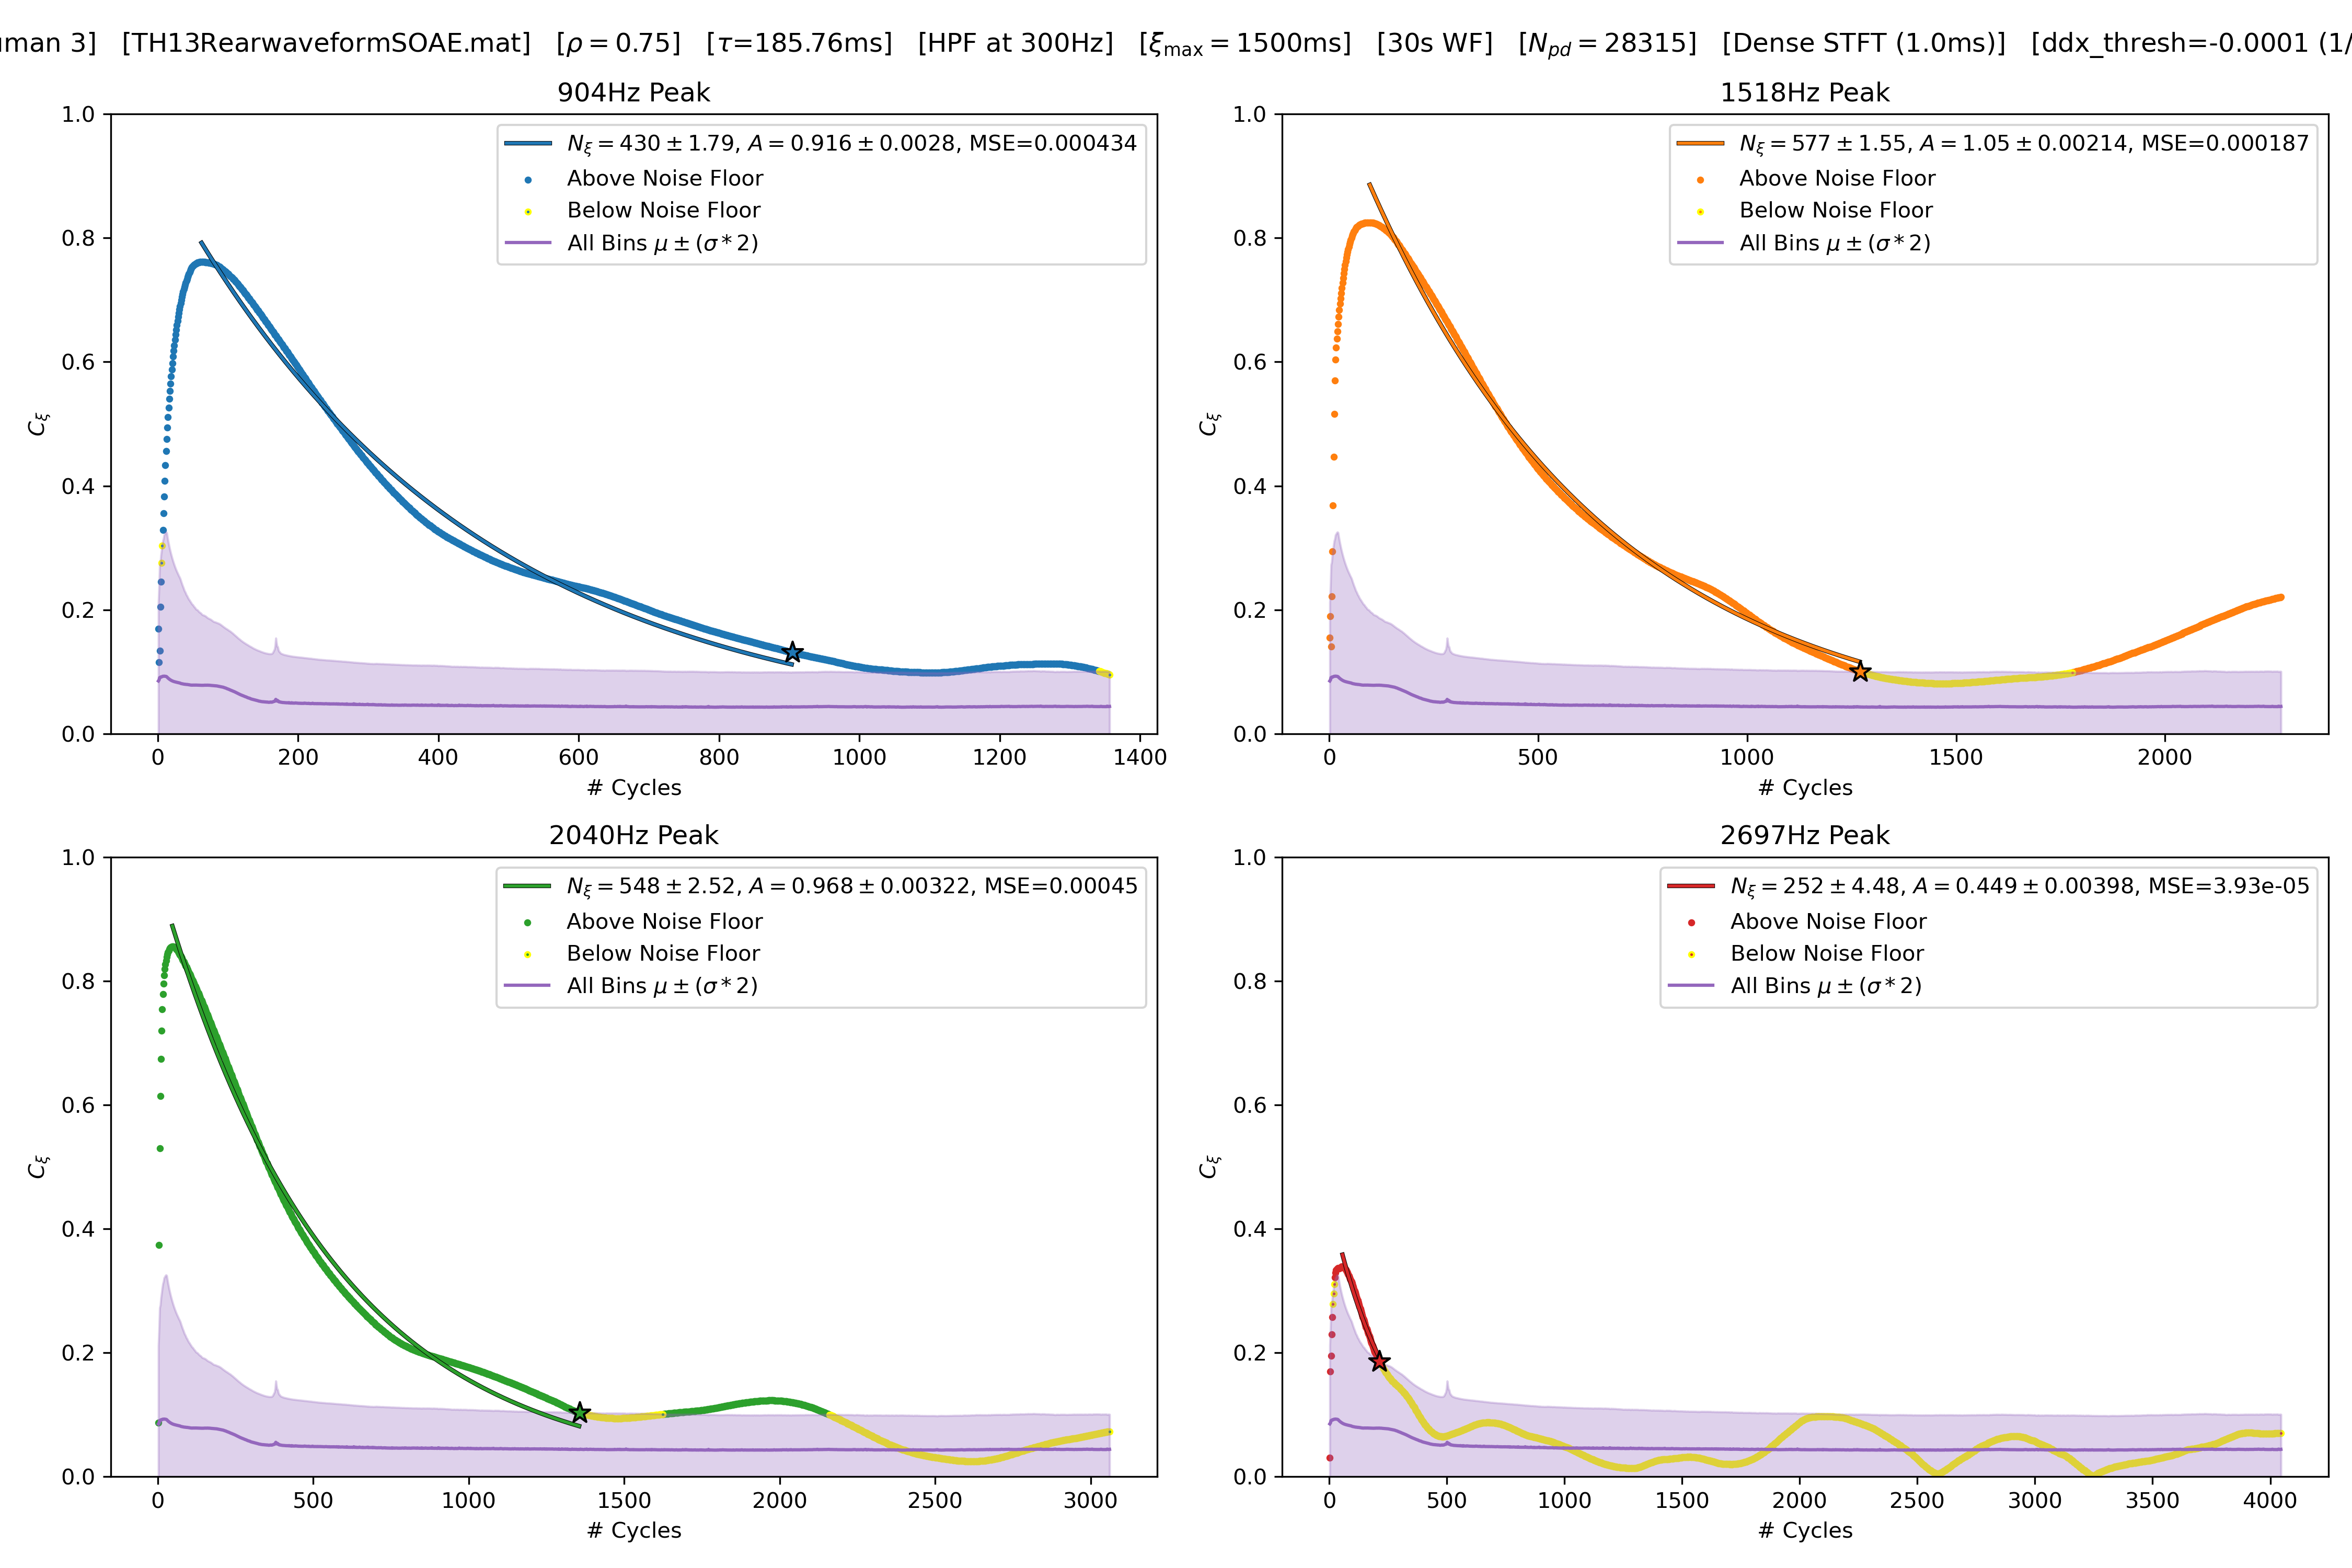 uman 3]   [TH13RearwaveformSOAE.mat]   [ρ = 0.75]   [τ=185.76ms]   [HPF at 300Hz]   [ξmax = 1500ms]   [30s WF]   [Npd = 28315]   [Dense STFT (1.0ms)]   [ddx_thresh=-0.0001 (1/
904Hz Peak
Nξ = 430 ± 1.79, A = 0.916 ± 0.0028, MSE=0.000434
Above Noise Floor
Below Noise Floor
All Bins μ ± (σ * 2)
1.0
0.8
0.6
0.4
0.2
0.0
Cξ
0 200 400 600 800 1000 1200 1400
# Cycles
1518Hz Peak
Nξ = 577 ± 1.55, A = 1.05 ± 0.00214, MSE=0.000187
Above Noise Floor
Below Noise Floor
All Bins μ ± (σ * 2)
1.0
0.8
0.6
0.4
0.2
0.0
Cξ
0 500 1000 1500 2000
# Cycles
2040Hz Peak
Nξ = 548 ± 2.52, A = 0.968 ± 0.00322, MSE=0.00045
Above Noise Floor
Below Noise Floor
All Bins μ ± (σ * 2)
1.0
0.8
0.6
0.4
0.2
0.0
Cξ
0 500 1000 1500 2000 2500 3000
# Cycles
2697Hz Peak
Nξ = 252 ± 4.48, A = 0.449 ± 0.00398, MSE=3.93e-05
Above Noise Floor
Below Noise Floor
All Bins μ ± (σ * 2)
1.0
0.8
0.6
0.4
0.2
0.0
Cξ
0 500 1000 1500 2000 2500 3000 3500 4000
# Cycles